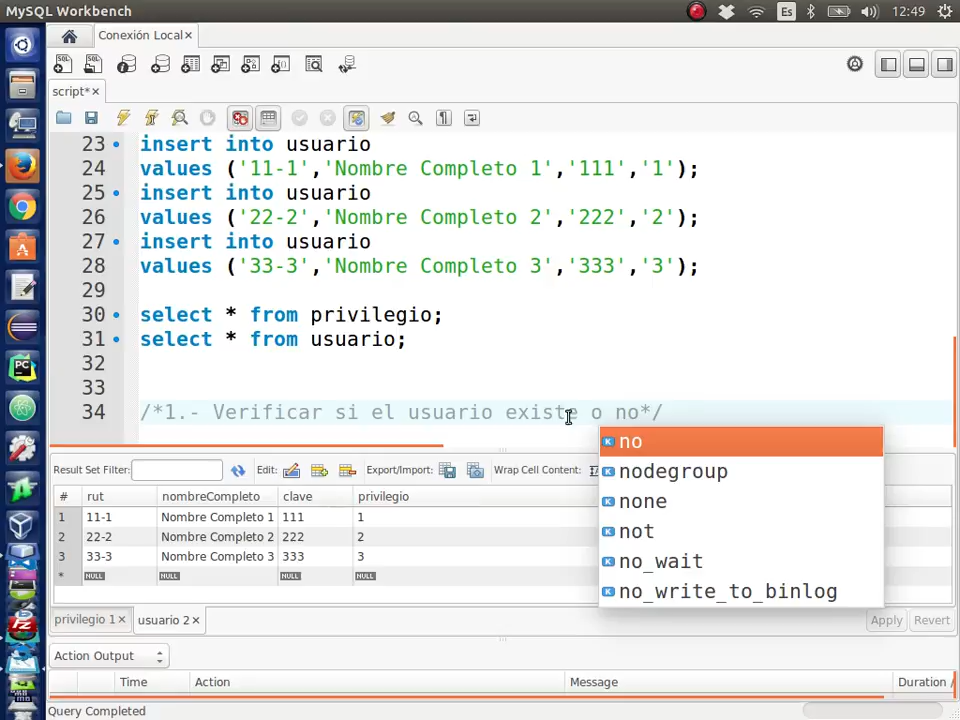 MySQL Workbench
Es
12:49
Conexión Local×
script*×
23 insert into usuario
24 values ('11-1','Nombre Completo 1','111','1');
25 insert into usuario
26 values ('22-2','Nombre Completo 2','222','2');
27 insert into usuario
28 values ('33-3','Nombre Completo 3','333','3');
29
30 select * from privilegio;
31 select * from usuario;
32
33
34 /*1.- Verificar si el usuario existe o no*/
no
nodegroup
none
not
no_wait
no_write_to_binlog
Result Set Filter: Edit: Export/Import: Wrap Cell Content:
# rut nombreCompleto clave privilegio
1 11-1 Nombre Completo 1 111 1
2 22-2 Nombre Completo 2 222 2
3 33-3 Nombre Completo 3 333 3
* NULL NULL NULL NULL
privilegio 1× usuario 2× Apply Revert
Action Output
Time Action Message Duration /
Query Completed